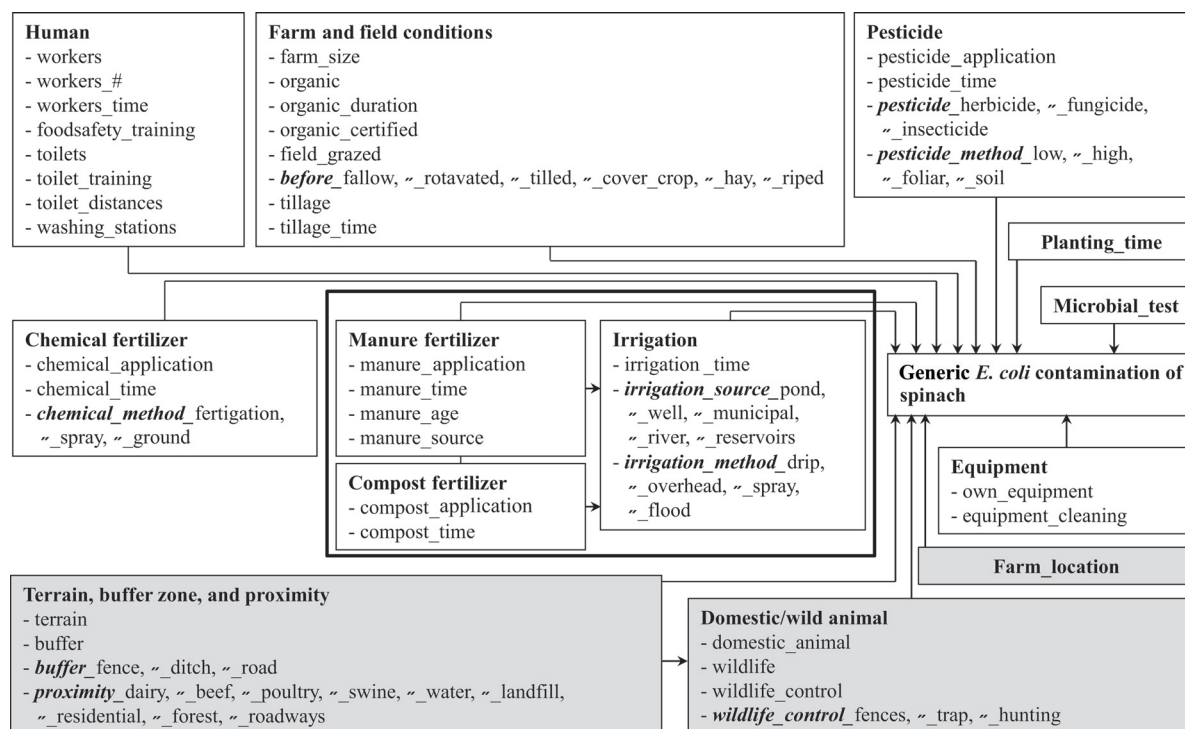 Human
- workers
- workers_#
- workers_time
- foodsafety_training
- toilets
- toilet_training
- toilet_distances
- washing_stations
Farm and field conditions
- farm_size
- organic
- organic_duration
- organic_certified
- field_grazed
- before_fallow, 〃_rotavated, 〃_tilled, 〃_cover_crop, 〃_hay, 〃_riped
- tillage
- tillage_time
Pesticide
- pesticide_application
- pesticide_time
- pesticide_herbicide, 〃_fungicide,
〃_insecticide
- pesticide_method_low, 〃_high,
〃_foliar, 〃_soil
Planting_time
Microbial_test
Chemical fertilizer
- chemical_application
- chemical_time
- chemical_method_fertigation,
〃_spray, 〃_ground
Manure fertilizer
- manure_application
- manure_time
- manure_age
- manure_source
Compost fertilizer
- compost_application
- compost_time
Irrigation
- irrigation_time
- irrigation_source_pond,
〃_well, 〃_municipal,
〃_river, 〃_reservoirs
- irrigation_method_drip,
〃_overhead, 〃_spray,
〃_flood
Generic E. coli contamination of
spinach
Equipment
- own_equipment
- equipment_cleaning
Farm_location
Terrain, buffer zone, and proximity
- terrain
- buffer
- buffer_fence, 〃_ditch, 〃_road
- proximity_dairy, 〃_beef, 〃_poultry, 〃_swine, 〃_water, 〃_landfill,
〃_residential, 〃_forest, 〃_roadways
Domestic/wild animal
- domestic_animal
- wildlife
- wildlife_control
- wildlife_control_fences, 〃_trap, 〃_hunting